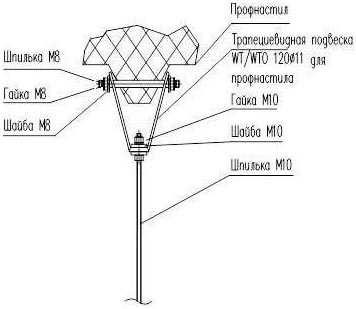 Профнастил
Трапециевидная подвеска
WT/WTO 120ø11 для
профнастила
Шпилька М8
Гайка М8
Шайба М8
Гайка М10
Шайба М10
Шпилька М10